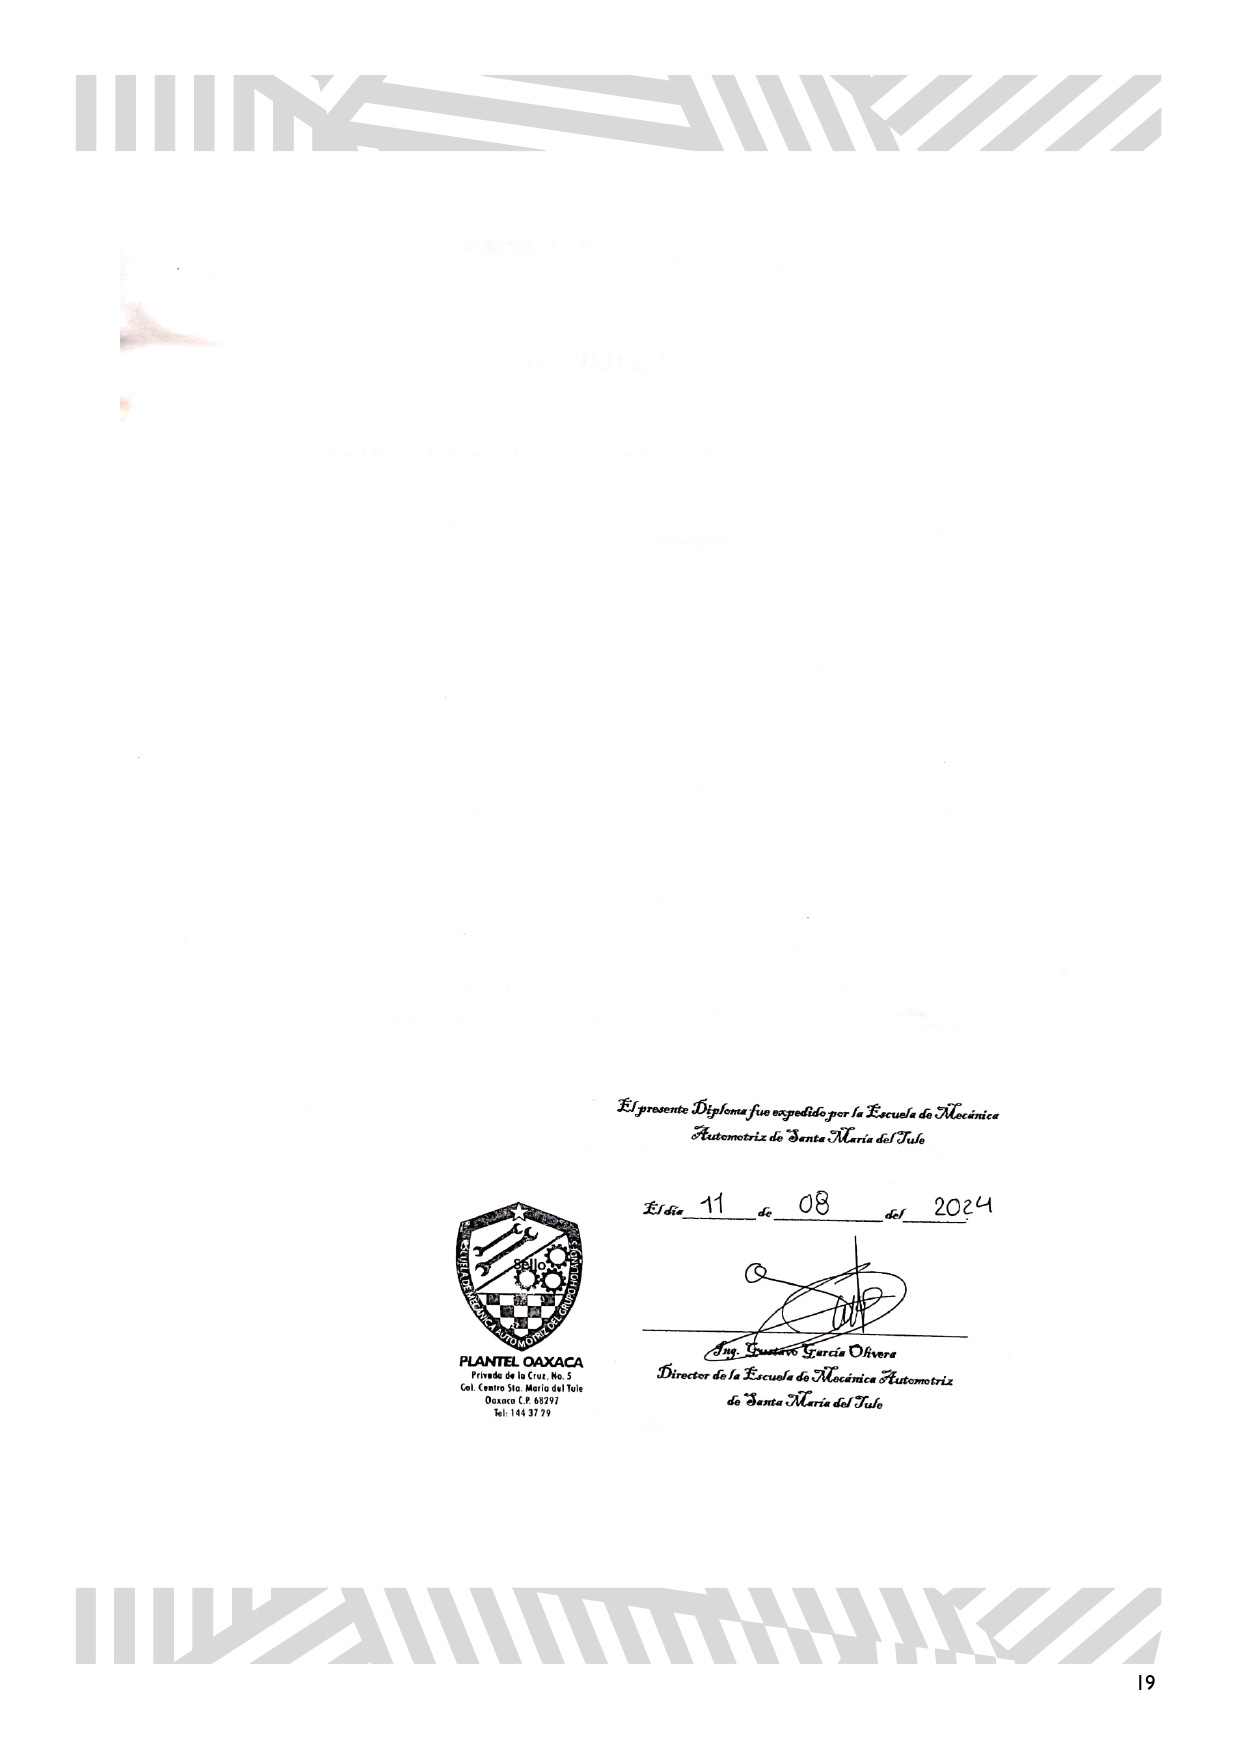 El presente Diploma fue expedido por la Escuela de Mecánica
Automotriz de Santa María del Tule
El día 11 de 08 del 2024
ESCUELA DE MECÁNICA AUTOMOTRIZ DEL GRUPO HOLANDÉS
Sello
PLANTEL OAXACA
Privada de la Cruz, No. 5
Col. Centro Sta. María del Tule
Oaxaca C.P. 68297
Tel: 144 37 29
Ing. Gustavo García Olivera
Director de la Escuela de Mecánica Automotriz
de Santa María del Tule
19